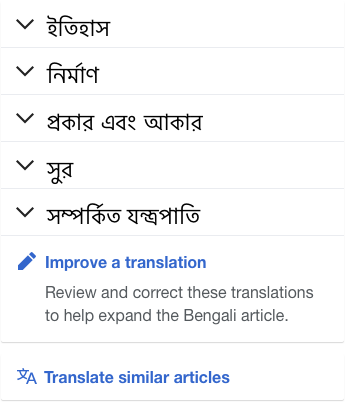 ইতিহাস
নির্মাণ
প্রকার এবং আকার
সুর
সম্পর্কিত যন্ত্রপাতি
Improve a translation
Review and correct these translations
to help expand the Bengali article.
Translate similar articles